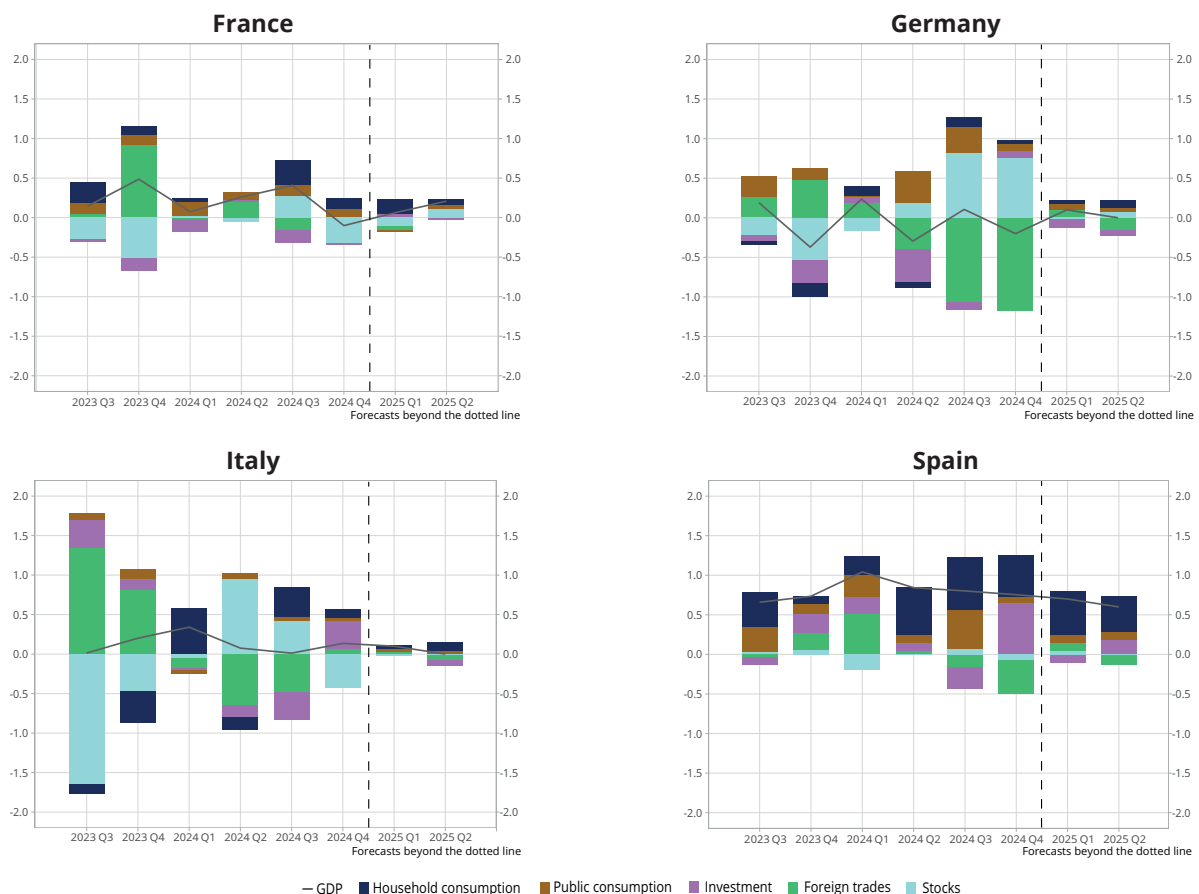 France
Germany
2.0 2.0 2.0 2.0
1.5 1.5 1.5 1.5
1.0 1.0 1.0 1.0
0.5 0.5 0.5 0.5
0.0 0.0 0.0 0.0
-0.5 -0.5 -0.5 -0.5
-1.0 -1.0 -1.0 -1.0
-1.5 -1.5 -1.5 -1.5
-2.0 -2.0 -2.0 -2.0
2023 Q3 2023 Q4 2024 Q1 2024 Q2 2024 Q3 2024 Q4 2025 Q1 2025 Q2
2023 Q3 2023 Q4 2024 Q1 2024 Q2 2024 Q3 2024 Q4 2025 Q1 2025 Q2
Forecasts beyond the dotted line
Forecasts beyond the dotted line
Italy
Spain
2.0 2.0 2.0 2.0
1.5 1.5 1.5 1.5
1.0 1.0 1.0 1.0
0.5 0.5 0.5 0.5
0.0 0.0 0.0 0.0
-0.5 -0.5 -0.5 -0.5
-1.0 -1.0 -1.0 -1.0
-1.5 -1.5 -1.5 -1.5
-2.0 -2.0 -2.0 -2.0
2023 Q3 2023 Q4 2024 Q1 2024 Q2 2024 Q3 2024 Q4 2025 Q1 2025 Q2
2023 Q3 2023 Q4 2024 Q1 2024 Q2 2024 Q3 2024 Q4 2025 Q1 2025 Q2
Forecasts beyond the dotted line
Forecasts beyond the dotted line
GDP Household consumption Public consumption Investment Foreign trades Stocks